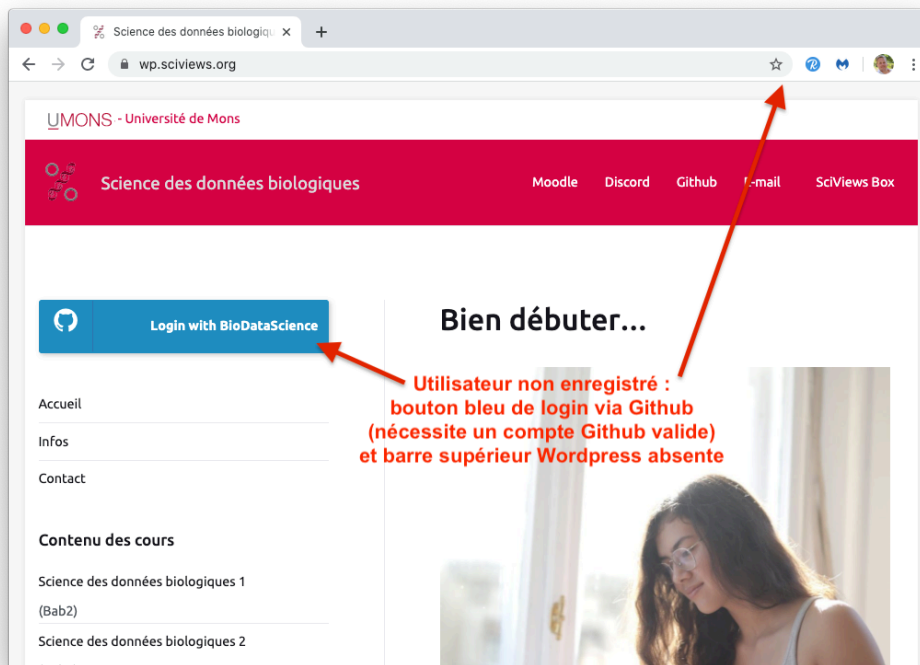 Science des données biologiqu
wp.sciviews.org
UMONS - Université de Mons
Science des données biologiques
Moodle Discord Github E-mail SciViews Box
Login with BioDataScience
Bien débuter...
Utilisateur non enregistré :
bouton bleu de login via Github
(nécessite un compte Github valide)
et barre supérieur Wordpress absente
Accueil
Infos
Contact
Contenu des cours
Science des données biologiques 1
(Bab2)
Science des données biologiques 2